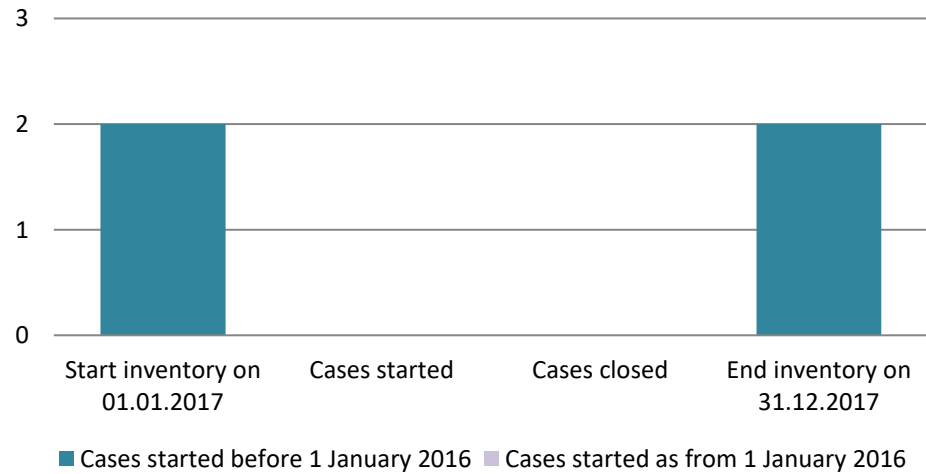 3
2
1
0
Start inventory on
01.01.2017
Cases started
Cases closed
End inventory on
31.12.2017
Cases started before 1 January 2016
Cases started as from 1 January 2016